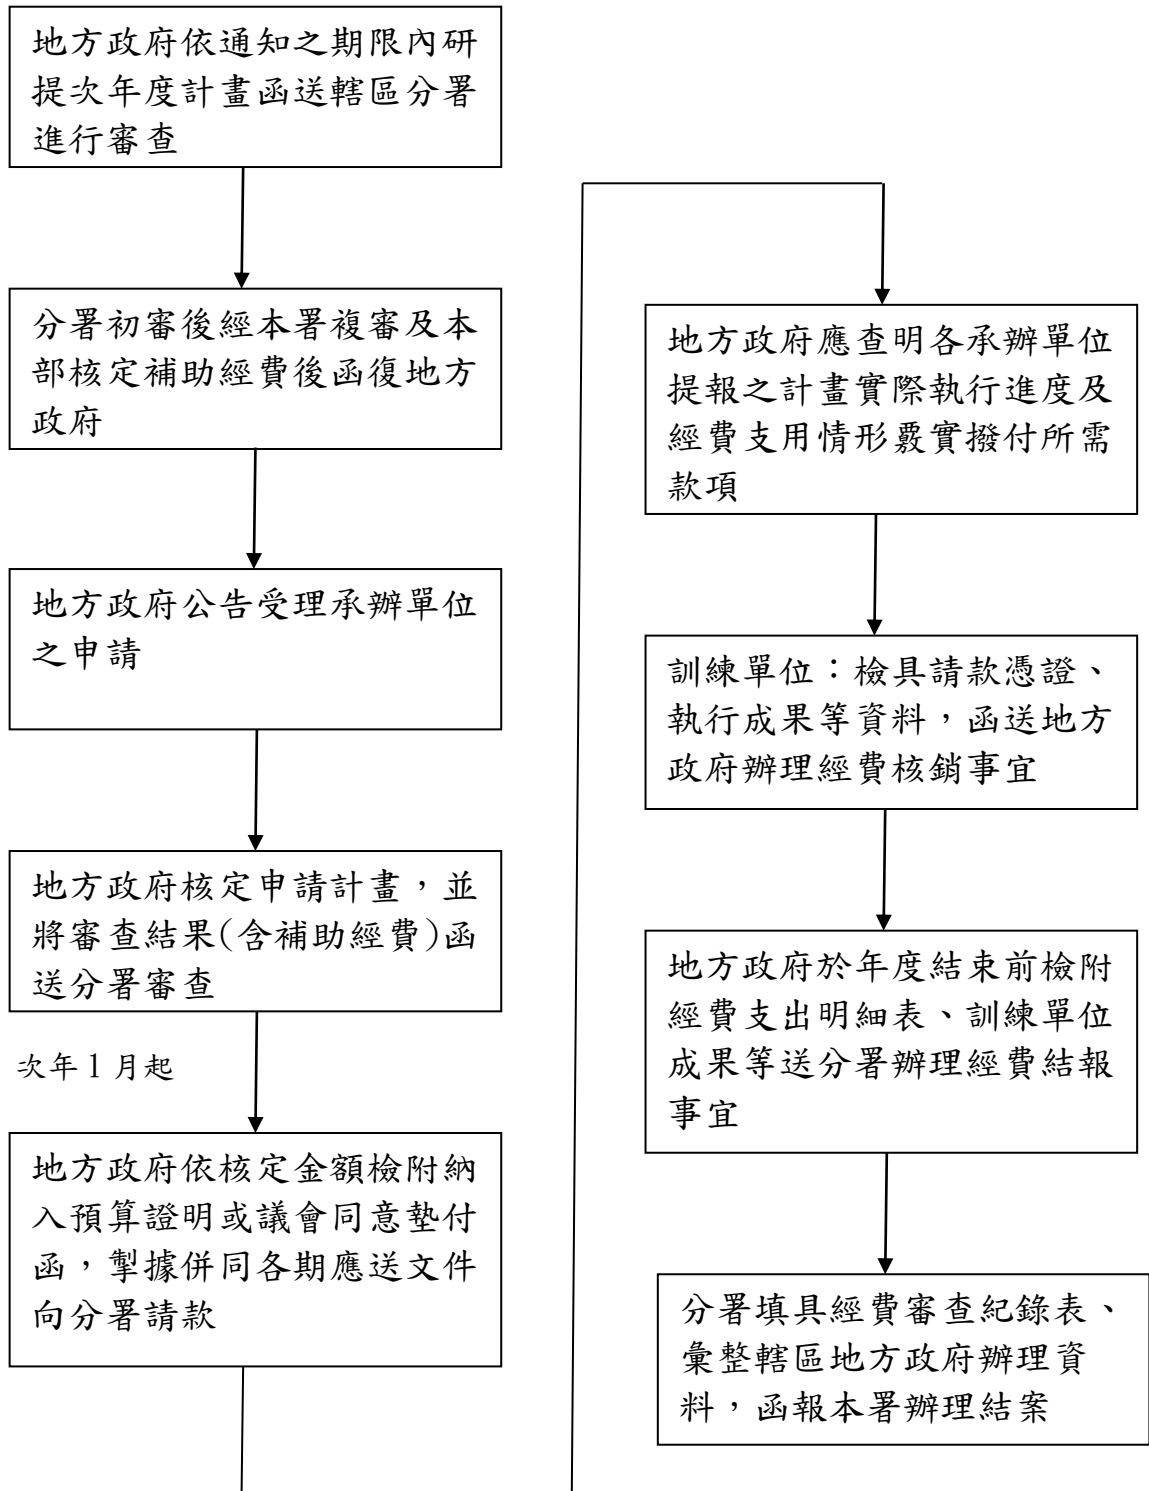 地方政府依通知之期限內研
提次年度計畫函送轄區分署
進行審查
分署初審後經本署複審及本
部核定補助經費後函復地方
政府
地方政府公告受理承辦單位
之申請
地方政府核定申請計畫，並
將審查結果(含補助經費)函
送分署審查
次年1月起
地方政府依核定金額檢附納
入預算證明或議會同意墊付
函，掣據併同各期應送文件
向分署請款
地方政府應查明各承辦單位
提報之計畫實際執行進度及
經費支用情形覈實撥付所需
款項
訓練單位：檢具請款憑證、
執行成果等資料，函送地方
政府辦理經費核銷事宜
地方政府於年度結束前檢附
經費支出明細表、訓練單位
成果等送分署辦理經費結報
事宜
分署填具經費審查紀錄表、
彙整轄區地方政府辦理資
料，函報本署辦理結案